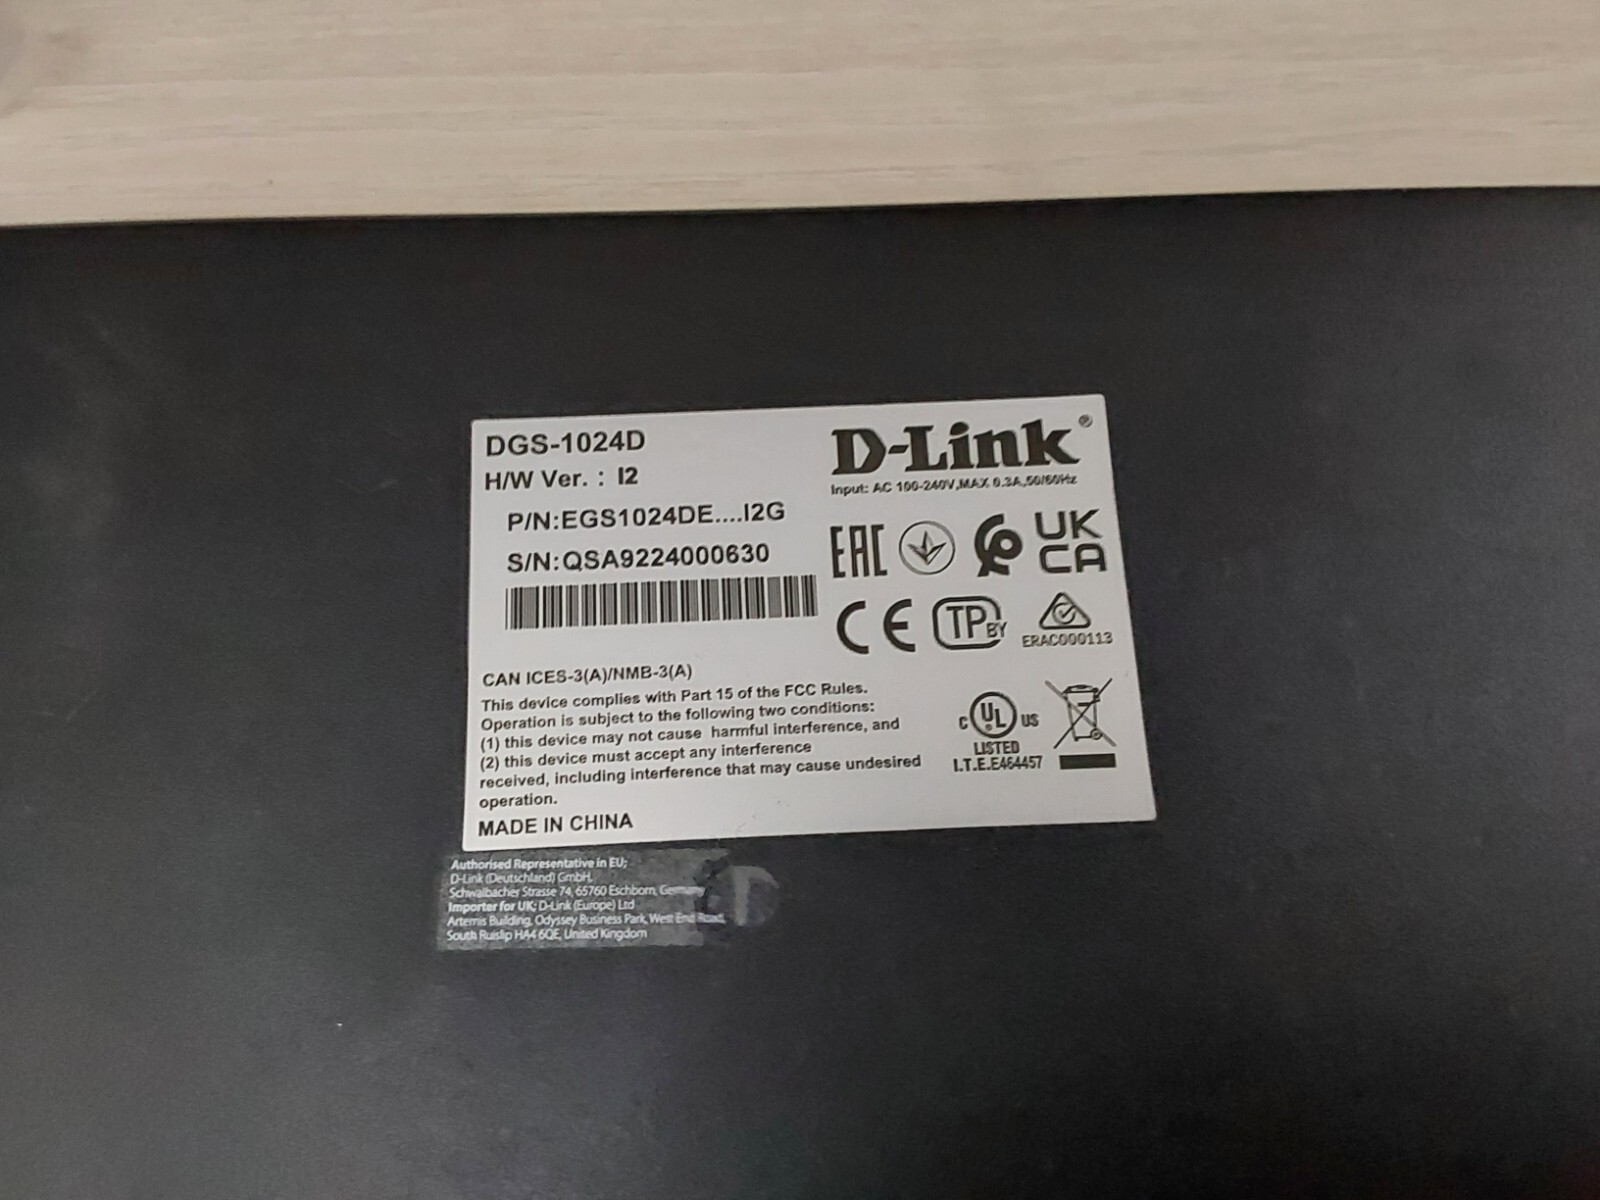 DGS-1024D
H/W Ver. : I2
P/N:EGS1024DE....I2G
S/N:QSA9224000630
D-Link®
Input: AC 100-240V,MAX 0.3A,50/60Hz
EAC
UK
CA
CE
TP BY
ERAC000113
CAN ICES-3(A)/NMB-3(A)
This device complies with Part 15 of the FCC Rules.
Operation is subject to the following two conditions:
(1) this device may not cause harmful interference, and
(2) this device must accept any interference
received, including interference that may cause undesired
operation.
MADE IN CHINA
C UL US
LISTED
I.T.E.E464457
Authorised Representative in EU;
D-Link (Deutschland) GmbH,
Schwalbacher Strasse 74, 65760 Eschborn, Germany
Importer for UK; D-Link (Europe) Ltd
Artemis Building, Odyssey Business Park, West End Road,
South Ruislip HA4 6QE, United Kingdom